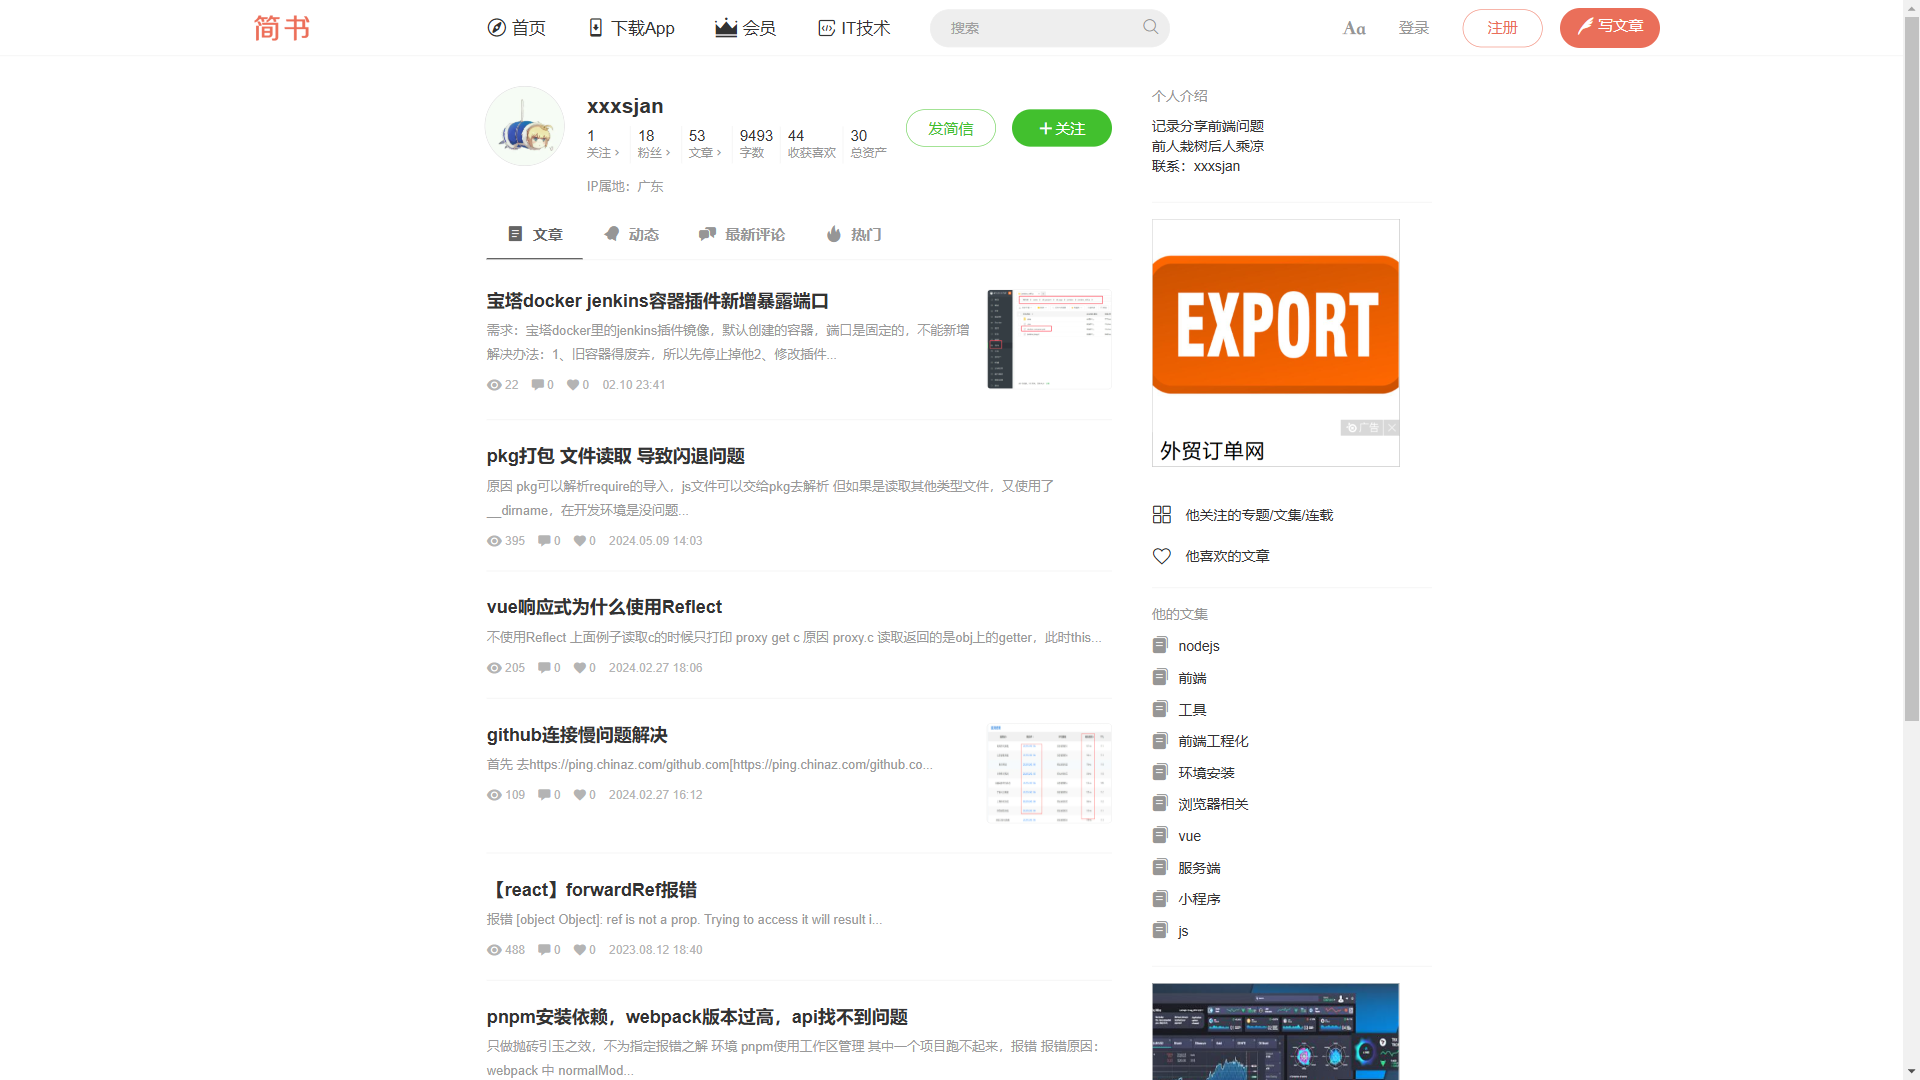 简书
首页
下载App
会员
IT技术
搜索
Aa
登录
注册
写文章
xxxsjan
1
关注
18
粉丝
53
文章
9493
字数
44
收获喜欢
30
总资产
IP属地：广东
发简信
关注
文章
动态
最新评论
热门
宝塔docker jenkins容器插件新增暴露端口
需求：宝塔docker里的jenkins插件镜像，默认创建的容器，端口是固定的，不能新增
解决办法：1、旧容器得废弃，所以先停止掉他2、修改插件...
22 0 0 02.10 23:41
pkg打包 文件读取 导致闪退问题
原因 pkg可以解析require的导入，js文件可以交给pkg去解析 但如果是读取其他类型文件，又使用了
__dirname，在开发环境是没问题...
395 0 0 2024.05.09 14:03
vue响应式为什么使用Reflect
不使用Reflect 上面例子读取c的时候只打印 proxy get c 原因 proxy.c 读取返回的是obj上的getter，此时this...
205 0 0 2024.02.27 18:06
github连接慢问题解决
首先 去https://ping.chinaz.com/github.com[https://ping.chinaz.com/github.co...
109 0 0 2024.02.27 16:12
【react】forwardRef报错
报错 [object Object]: ref is not a prop. Trying to access it will result i...
488 0 0 2023.08.12 18:40
pnpm安装依赖，webpack版本过高，api找不到问题
只做抛砖引玉之效，不为指定报错之解 环境 pnpm使用工作区管理 其中一个项目跑不起来，报错 报错原因：
webpack 中 normalMod...
个人介绍
记录分享前端问题
前人栽树后人乘凉
联系：xxxsjan
EXPORT
广告
外贸订单网
他关注的专题/文集/连载
他喜欢的文章
他的文集
nodejs
前端
工具
前端工程化
环境安装
浏览器相关
vue
服务端
小程序
js